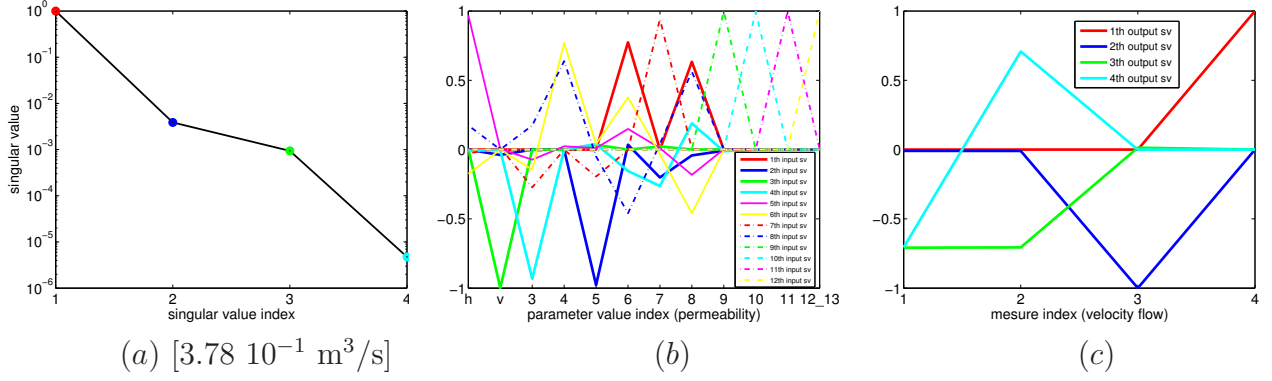 10^0
10^-1
10^-2
10^-3
10^-4
10^-5
10^-6
singular value
1 2 3 4
singular value index
(a) [3.78 10^-1 m^3/s]
1
0.5
0
−0.5
−1
h v 3 4 5 6 7 8 9 10 11 12_13
parameter value index (permeability)
1th input sv
2th input sv
3th input sv
4th input sv
5th input sv
6th input sv
7th input sv
8th input sv
9th input sv
10th input sv
11th input sv
12th input sv
(b)
1
0.5
0
−0.5
−1
1 2 3 4
mesure index (velocity flow)
1th output sv
2th output sv
3th output sv
4th output sv
(c)